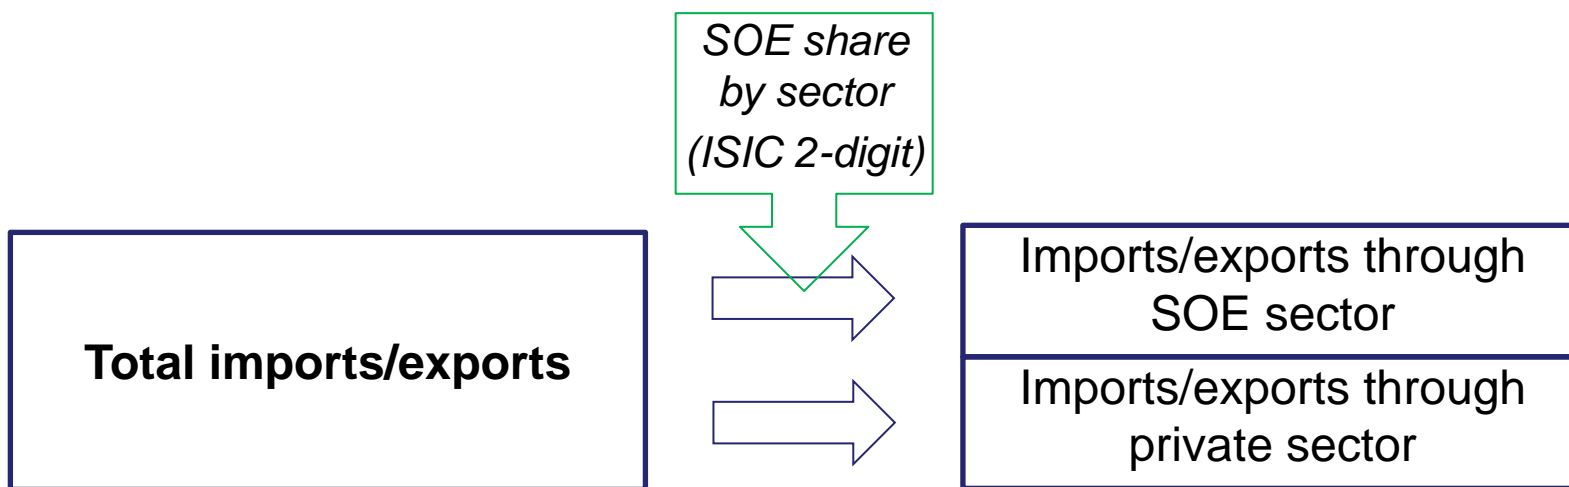 SOE share
by sector
(ISIC 2-digit)
Total imports/exports
Imports/exports through
SOE sector
Imports/exports through
private sector